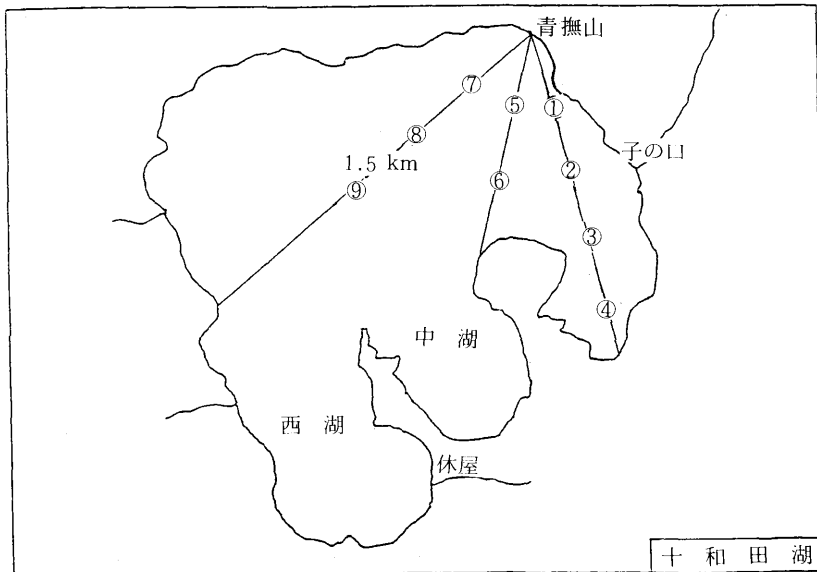 青撫山
⑦
⑤
①
⑧
子の口
1.5 km
②
⑥
⑨
③
④
中 湖
西 湖
休屋
十 和 田 湖